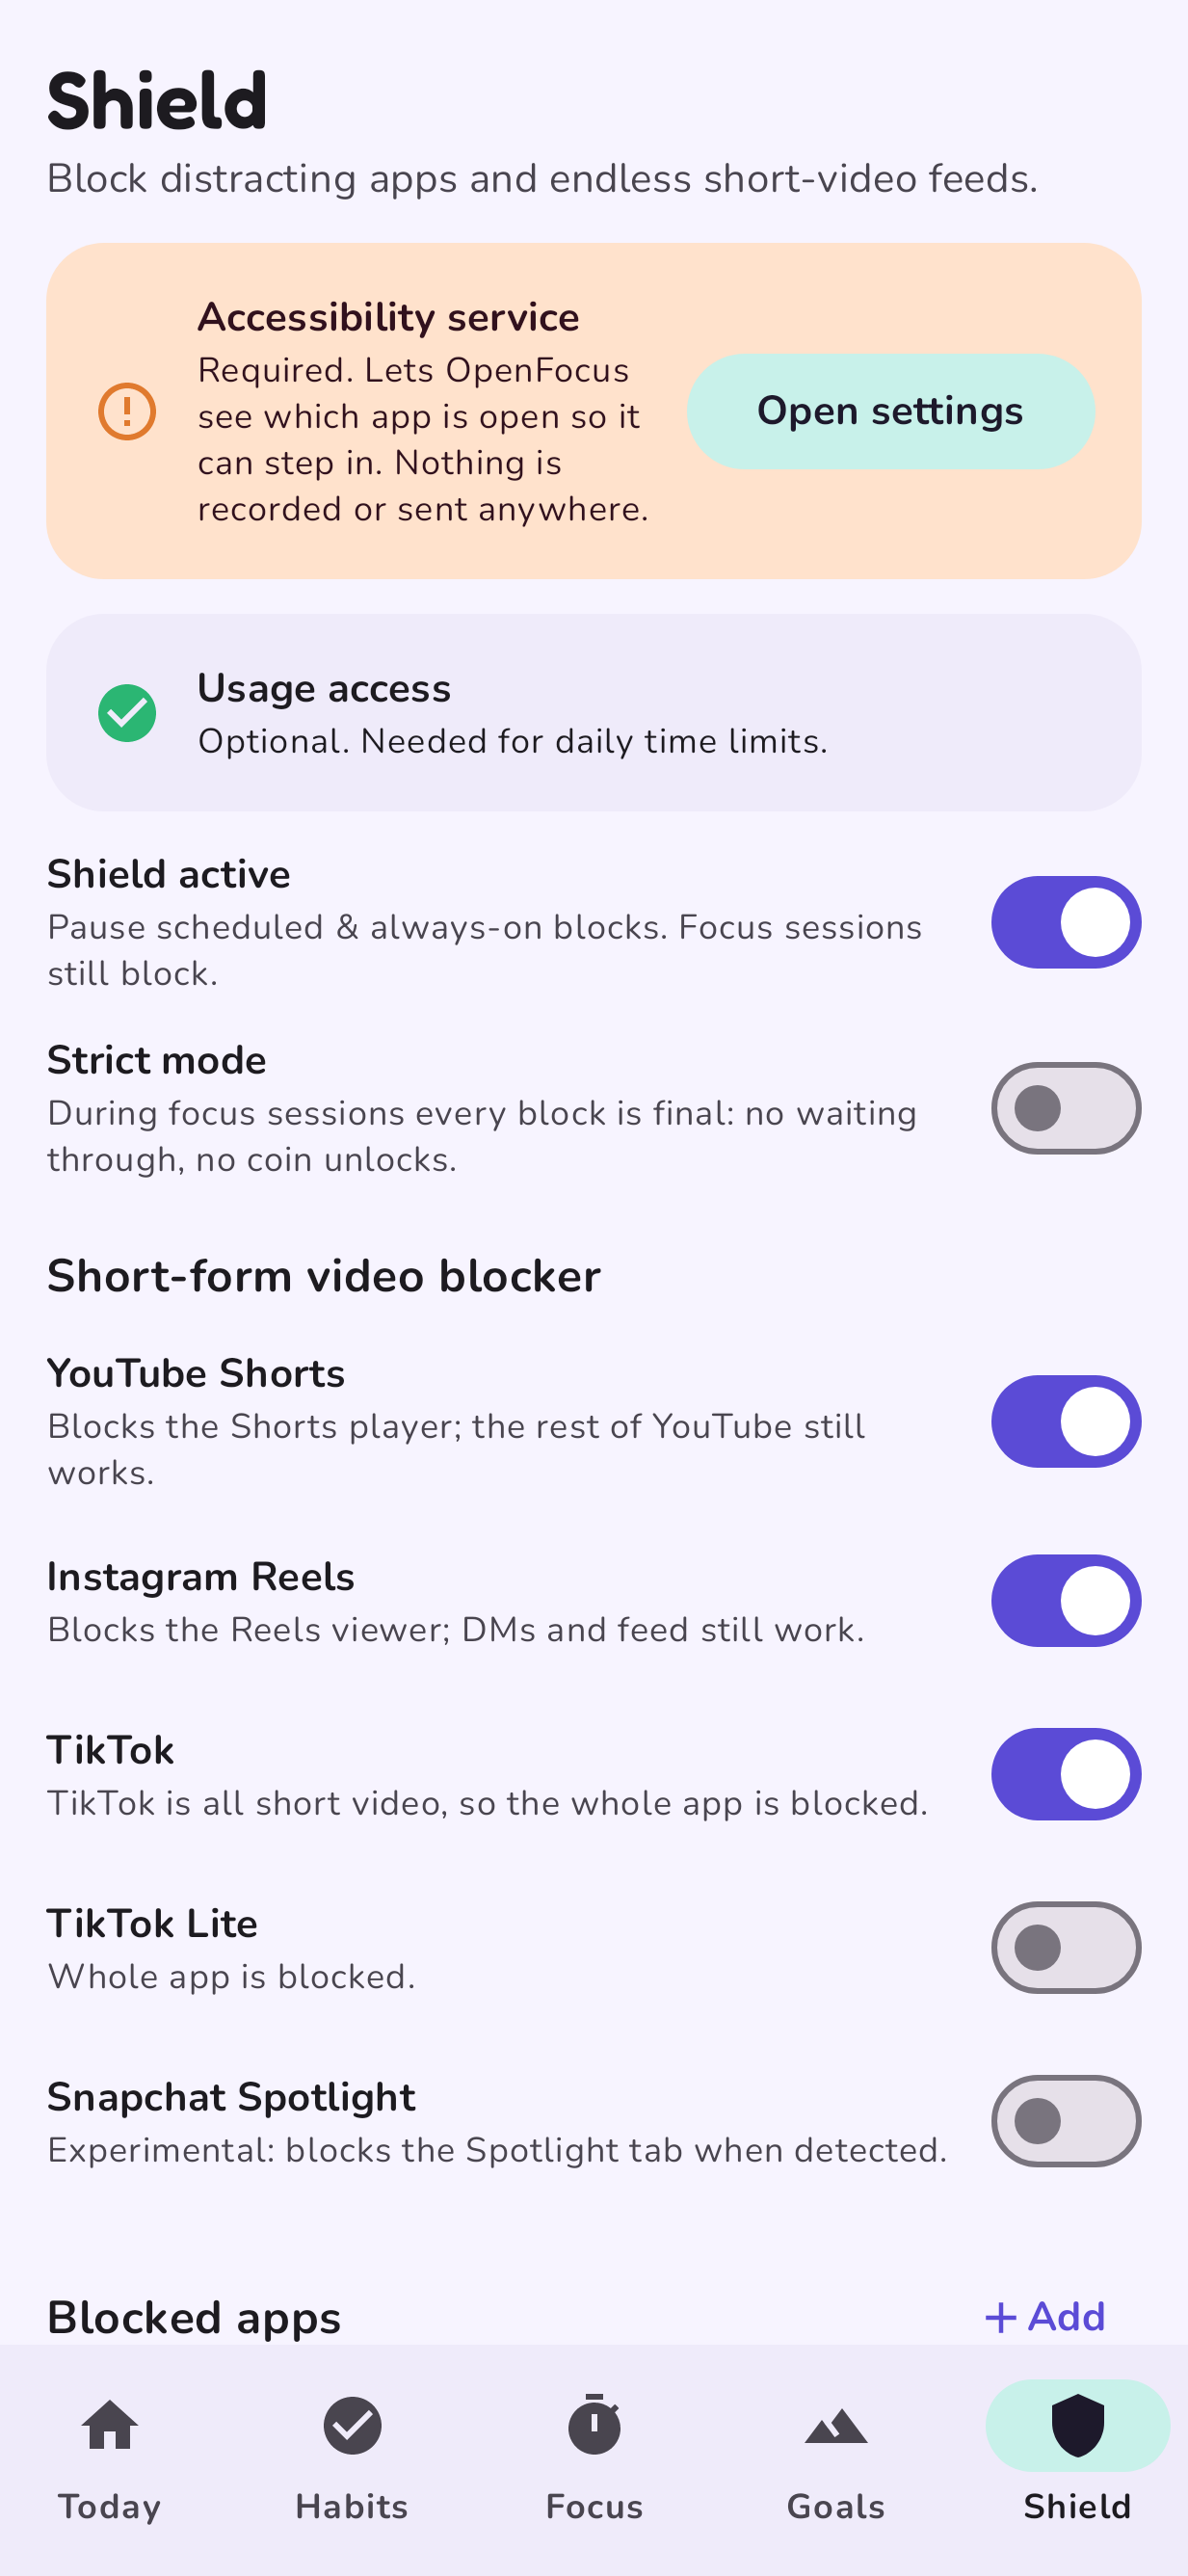 Shield
Block distracting apps and endless short-video feeds.
Accessibility service
Required. Lets OpenFocus
see which app is open so it
can step in. Nothing is
recorded or sent anywhere.
Open settings
Usage access
Optional. Needed for daily time limits.
Shield active
Pause scheduled & always-on blocks. Focus sessions
still block.
Strict mode
During focus sessions every block is final: no waiting
through, no coin unlocks.
Short-form video blocker
YouTube Shorts
Blocks the Shorts player; the rest of YouTube still
works.
Instagram Reels
Blocks the Reels viewer; DMs and feed still work.
TikTok
TikTok is all short video, so the whole app is blocked.
TikTok Lite
Whole app is blocked.
Snapchat Spotlight
Experimental: blocks the Spotlight tab when detected.
Blocked apps
+ Add
Today
Habits
Focus
Goals
Shield